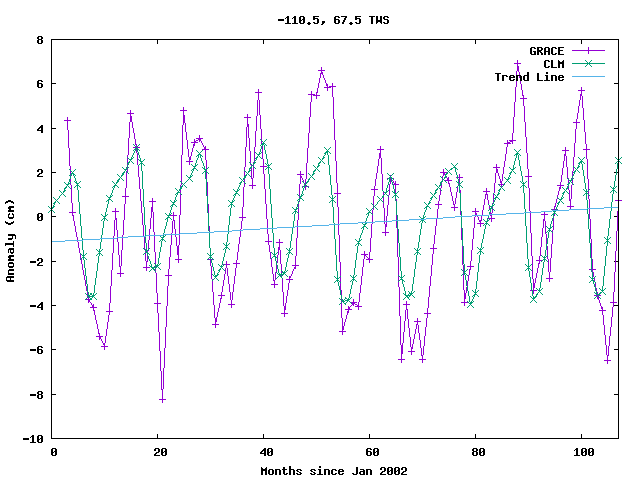 -110.5, 67.5 TWS
GRACE
CLM
Trend Line
8
6
4
2
0
-2
-4
-6
-8
-10
Anomaly (cm)
0 20 40 60 80 100
Months since Jan 2002